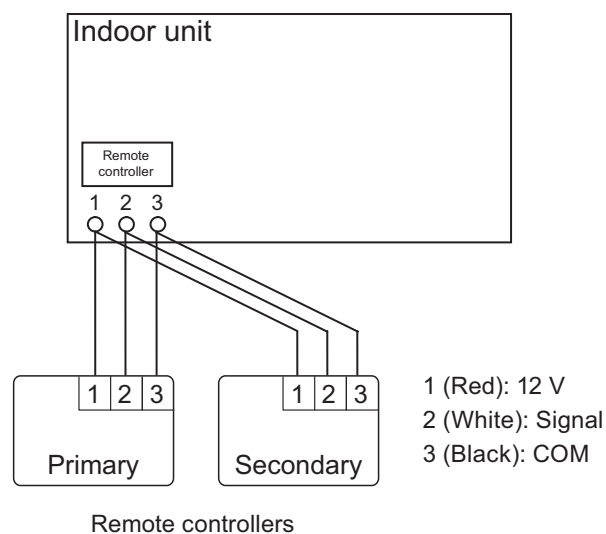 Indoor unit
Remote
controller
1 2 3
1 2 3
Primary
1 2 3
Secondary
1 (Red): 12 V
2 (White): Signal
3 (Black): COM
Remote controllers